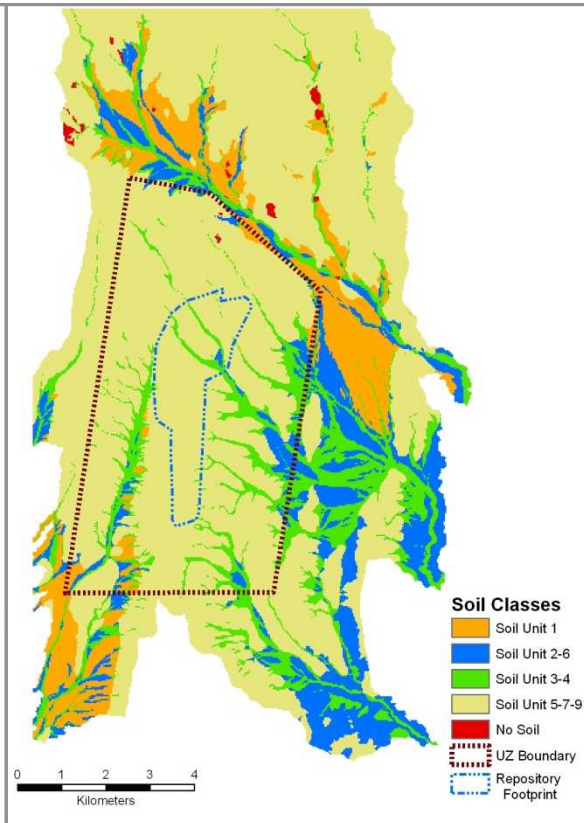 Soil Classes
Soil Unit 1
Soil Unit 2-6
Soil Unit 3-4
Soil Unit 5-7-9
No Soil
UZ Boundary
Repository
Footprint
0 1 2 3 4
Kilometers